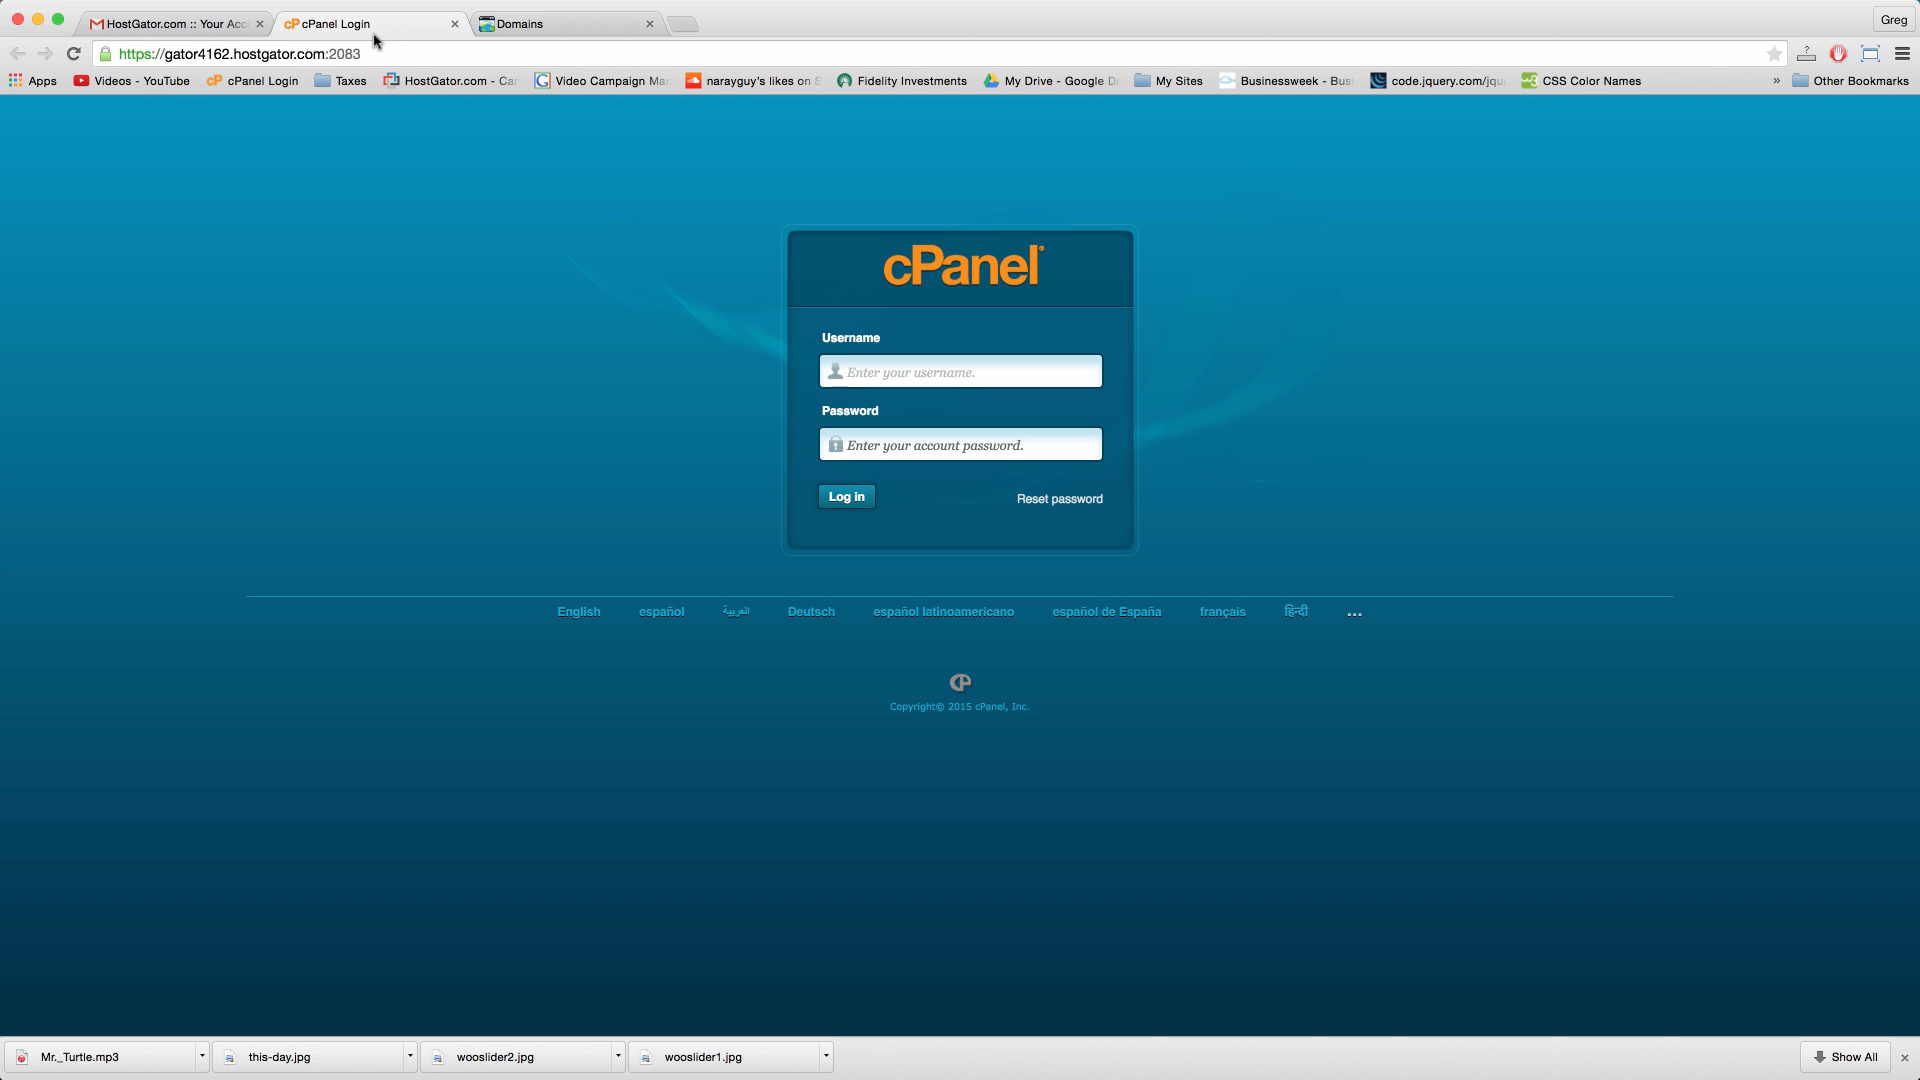 HostGator.com :: Your Acc
cPanel Login
Domains
Greg
https://gator4162.hostgator.com:2083
Apps
Videos - YouTube
cPanel Login
Taxes
HostGator.com - Car
Video Campaign Mar
narayguy's likes on S
Fidelity Investments
My Drive - Google D
My Sites
Businessweek - Busi
code.jquery.com/jqu
CSS Color Names
»
Other Bookmarks
cPanel®
Username
Enter your username.
Password
Enter your account password.
Log in
Reset password
English español العربية Deutsch español latinoamericano español de España français हिन्दी ...
cP
Copyright© 2015 cPanel, Inc.
Mr._Turtle.mp3
this-day.jpg
wooslider2.jpg
wooslider1.jpg
Show All